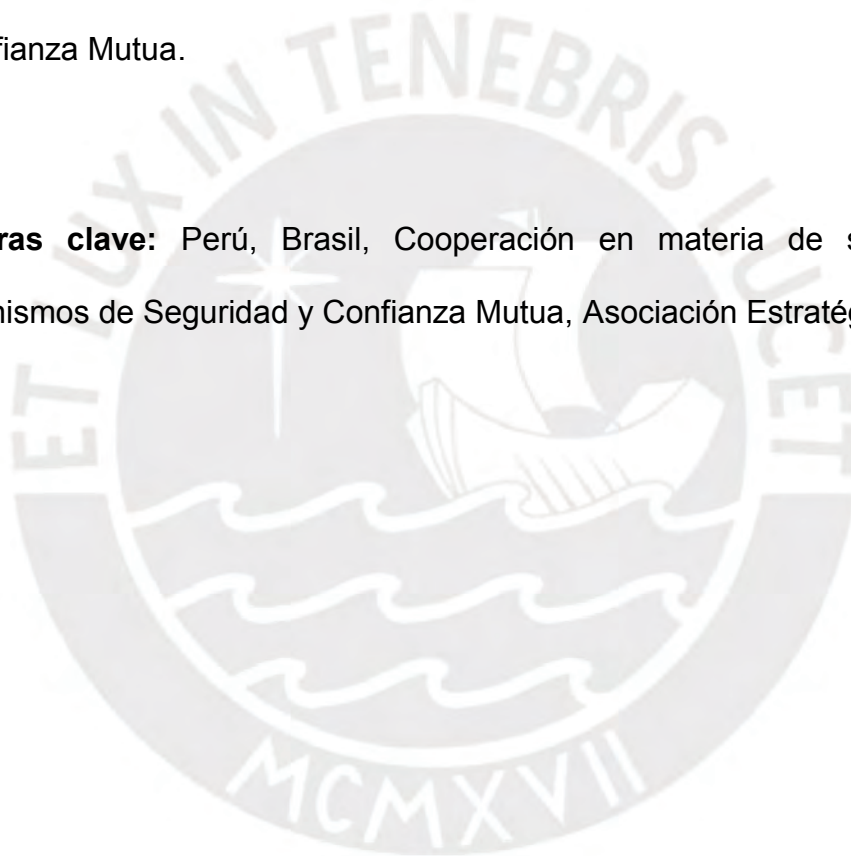 fianza Mutua.
ras clave: Perú, Brasil, Cooperación en materia de s
nismos de Seguridad y Confianza Mutua, Asociación Estratég
ET LUX IN TENEBRIS LUCET
MCMXVII